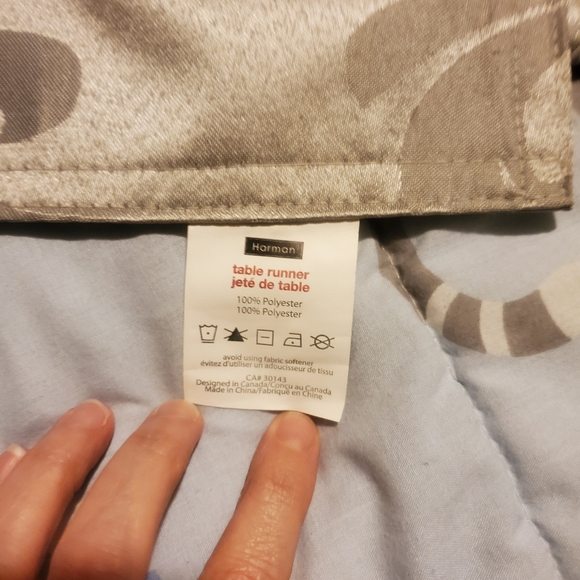 Harman
table runner
jeté de table
100% Polyester
100% Polyester
avoid using fabric softener
évitez d'utiliser un adoucisseur de tissu
CA# 30143
Designed in Canada/Conçu au Canada
Made in China/Fabriqué en Chine